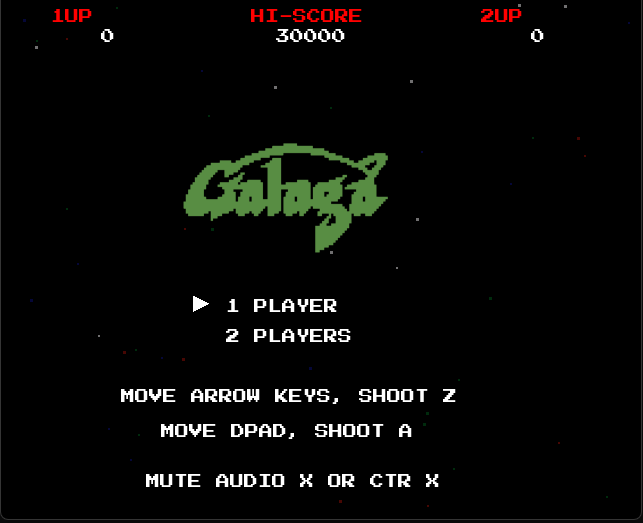 1UP HI-SCORE 2UP
0 30000 0
Galaga
1 PLAYER
2 PLAYERS
MOVE ARROW KEYS, SHOOT Z
MOVE DPAD, SHOOT A
MUTE AUDIO X OR CTR X